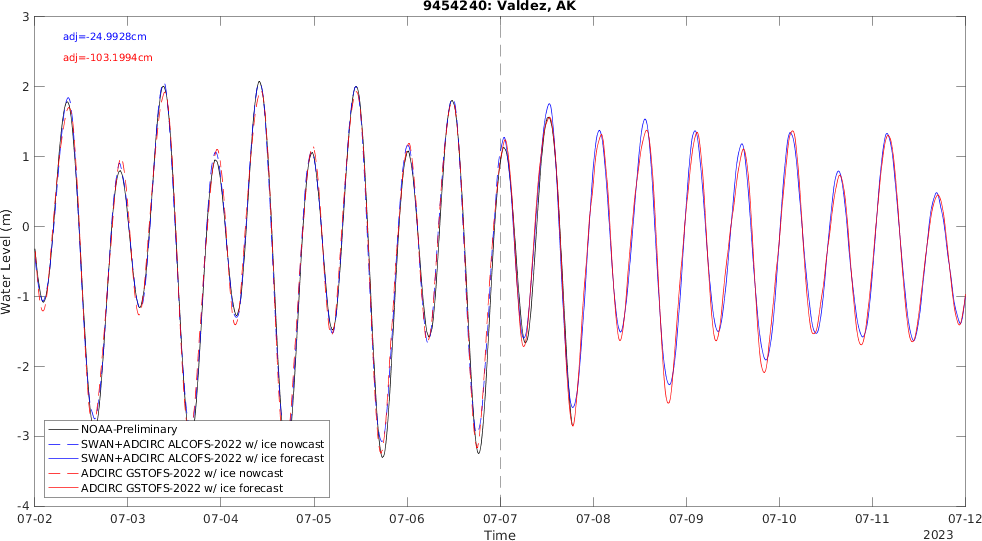 9454240: Valdez, AK
adj=-24.9928cm
adj=-103.1994cm
Water Level (m)
3
2
1
0
-1
-2
-3
-4
NOAA-Preliminary
SWAN+ADCIRC ALCOFS-2022 w/ ice nowcast
SWAN+ADCIRC ALCOFS-2022 w/ ice forecast
ADCIRC GSTOFS-2022 w/ ice nowcast
ADCIRC GSTOFS-2022 w/ ice forecast
07-02 07-03 07-04 07-05 07-06 07-07 07-08 07-09 07-10 07-11 07-12
Time
2023